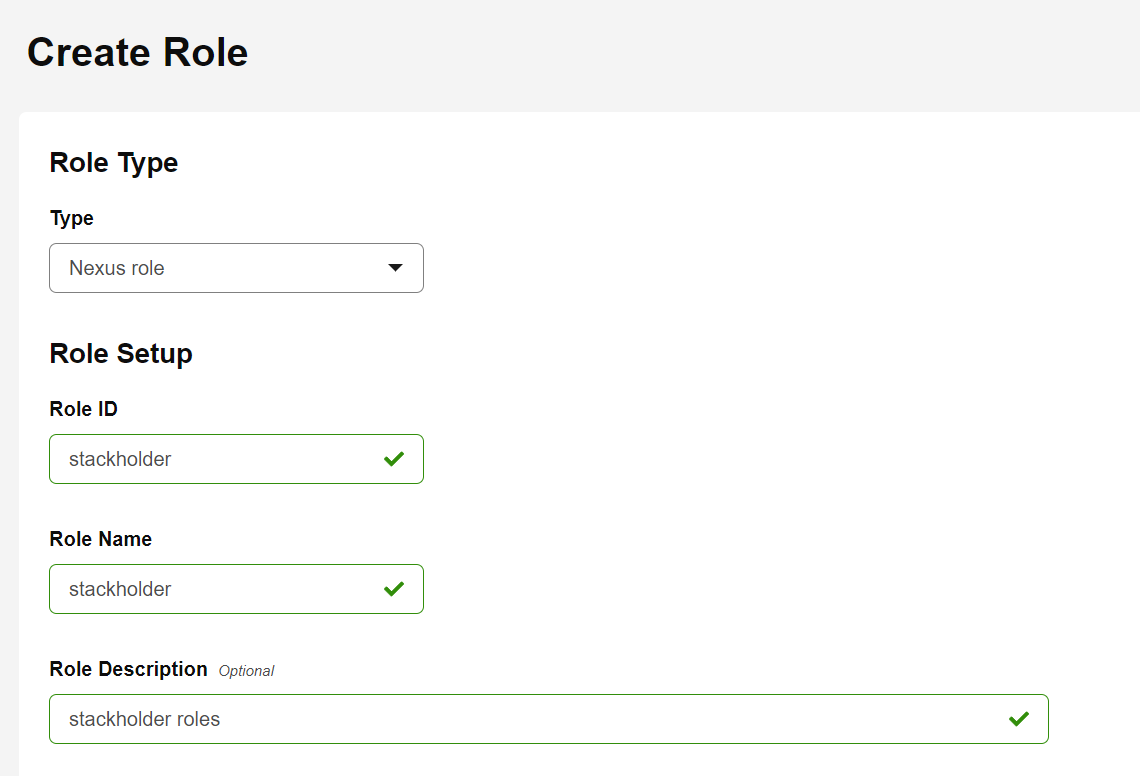 Create Role
Role Type
Type
Nexus role
Role Setup
Role ID
stackholder
Role Name
stackholder
Role Description Optional
stackholder roles